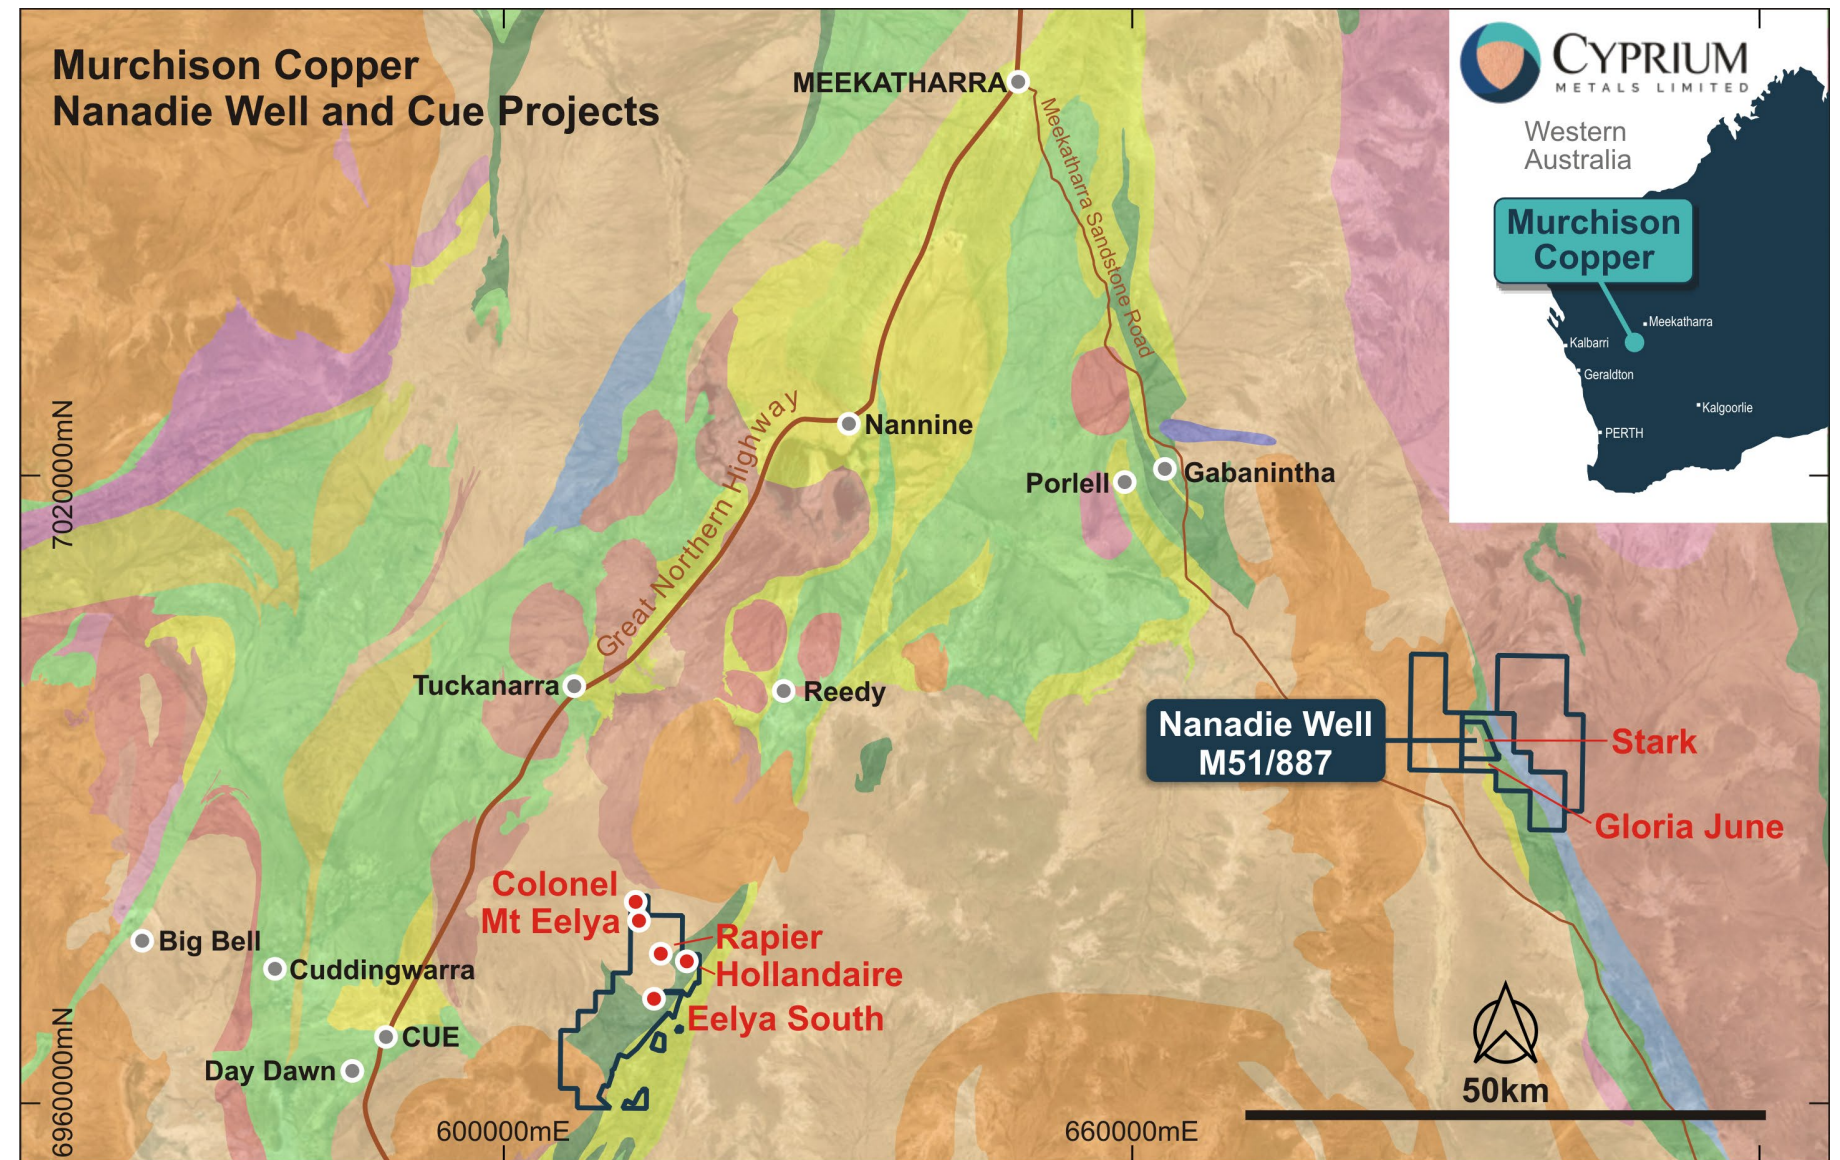 Murchison Copper
Nanadie Well and Cue Projects
CYPRIUM
METALS LIMITED
Western
Australia
Murchison
Copper
Meekatharra
Kalbarri
Geraldton
Kalgoorlie
PERTH
MEEKATHARRA
Meekatharra Sandstone Road
Great Northern Highway
Nannine
Porlell
Gabanintha
Tuckanarra
Reedy
Nanadie Well
M51/887
Stark
Gloria June
Colonel
Mt Eelya
Rapier
Hollandaire
Eelya South
Big Bell
Cuddingwarra
CUE
Day Dawn
7020000mN
6960000mN
600000mE
660000mE
50km